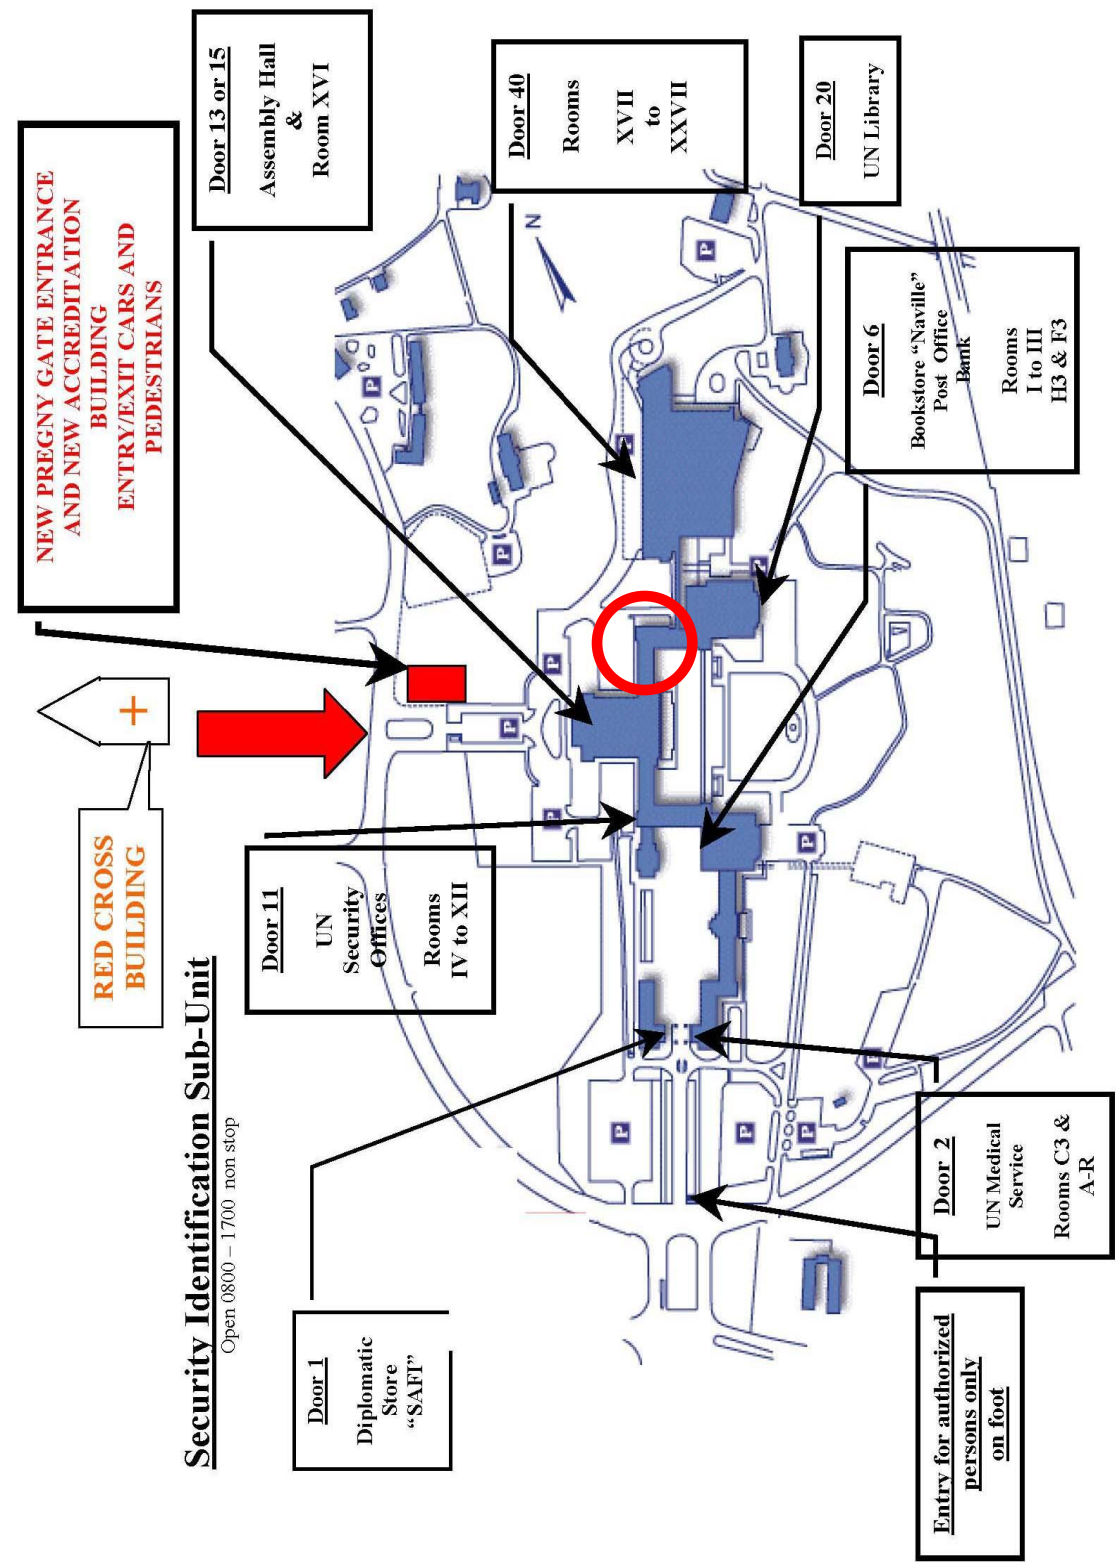 Security Identification Sub-Unit
Open 0800 – 1700  non stop
RED CROSS
BUILDING
NEW PREGNY GATE ENTRANCE
AND NEW ACCREDITATION
BUILDING
ENTRY/EXIT CARS AND
PEDESTRIANS
Door 1
Diplomatic
Store
“SAFI”
Door 11
UN
Security
Offices
Rooms
IV to XII
Door 13 or 15
Assembly Hall
&
Room XVI
Door 40
Rooms
XVII
to
XXVII
Door 20
UN Library
Door 6
Bookstore “Naville”
Post Office
Bank
Rooms
I to III
H3 & F3
Door 2
UN Medical
Service
Rooms C3 &
A-R
Entry for authorized
persons only
on foot
N
P
P
P
P
P
P
P
P
P
P
P
P
P